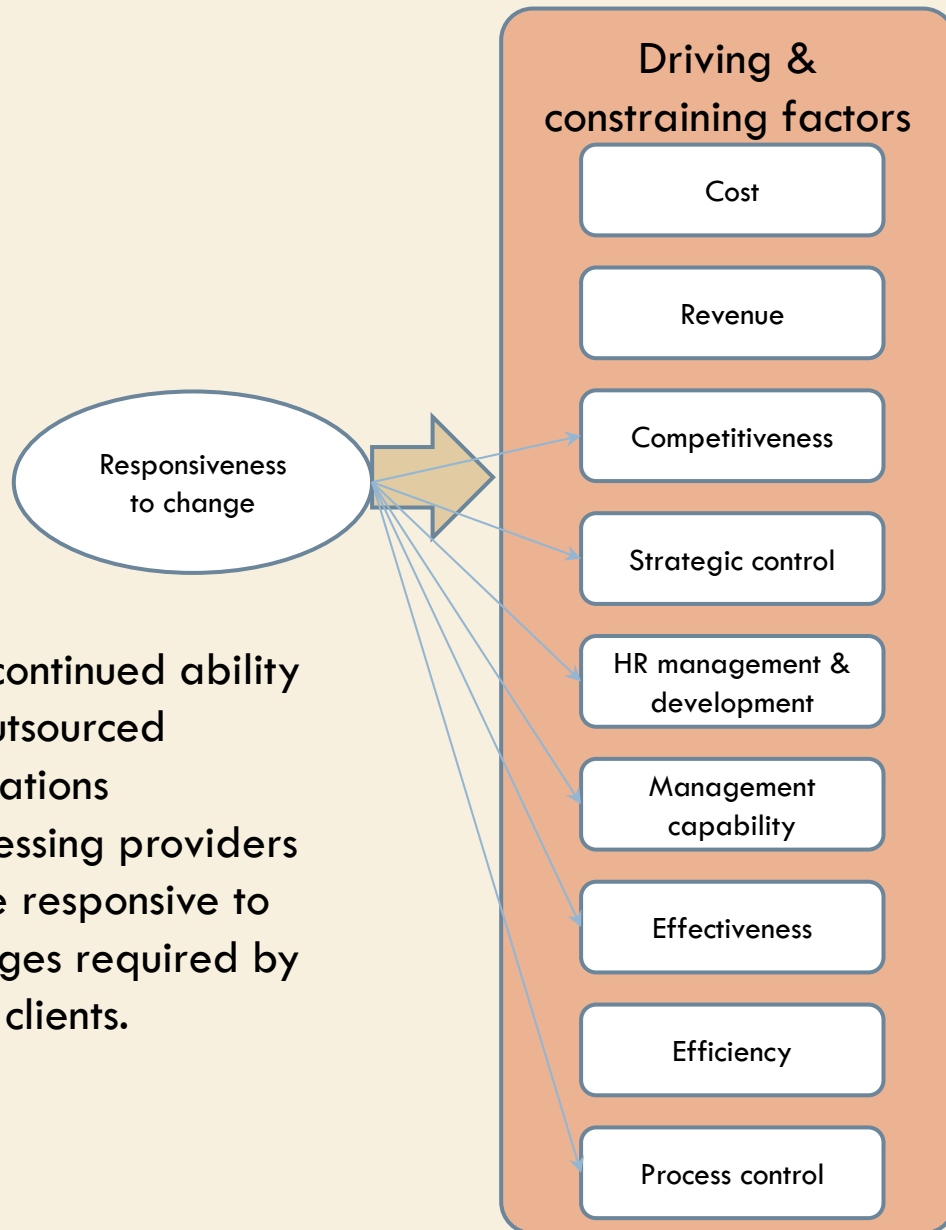 Driving &
constraining factors
Cost
Revenue
Competitiveness
Responsiveness
to change
Strategic control
HR management &
development
Management
capability
Effectiveness
Efficiency
Process control
continued ability
utsourced
ations
essing providers
e responsive to
ges required by
clients.